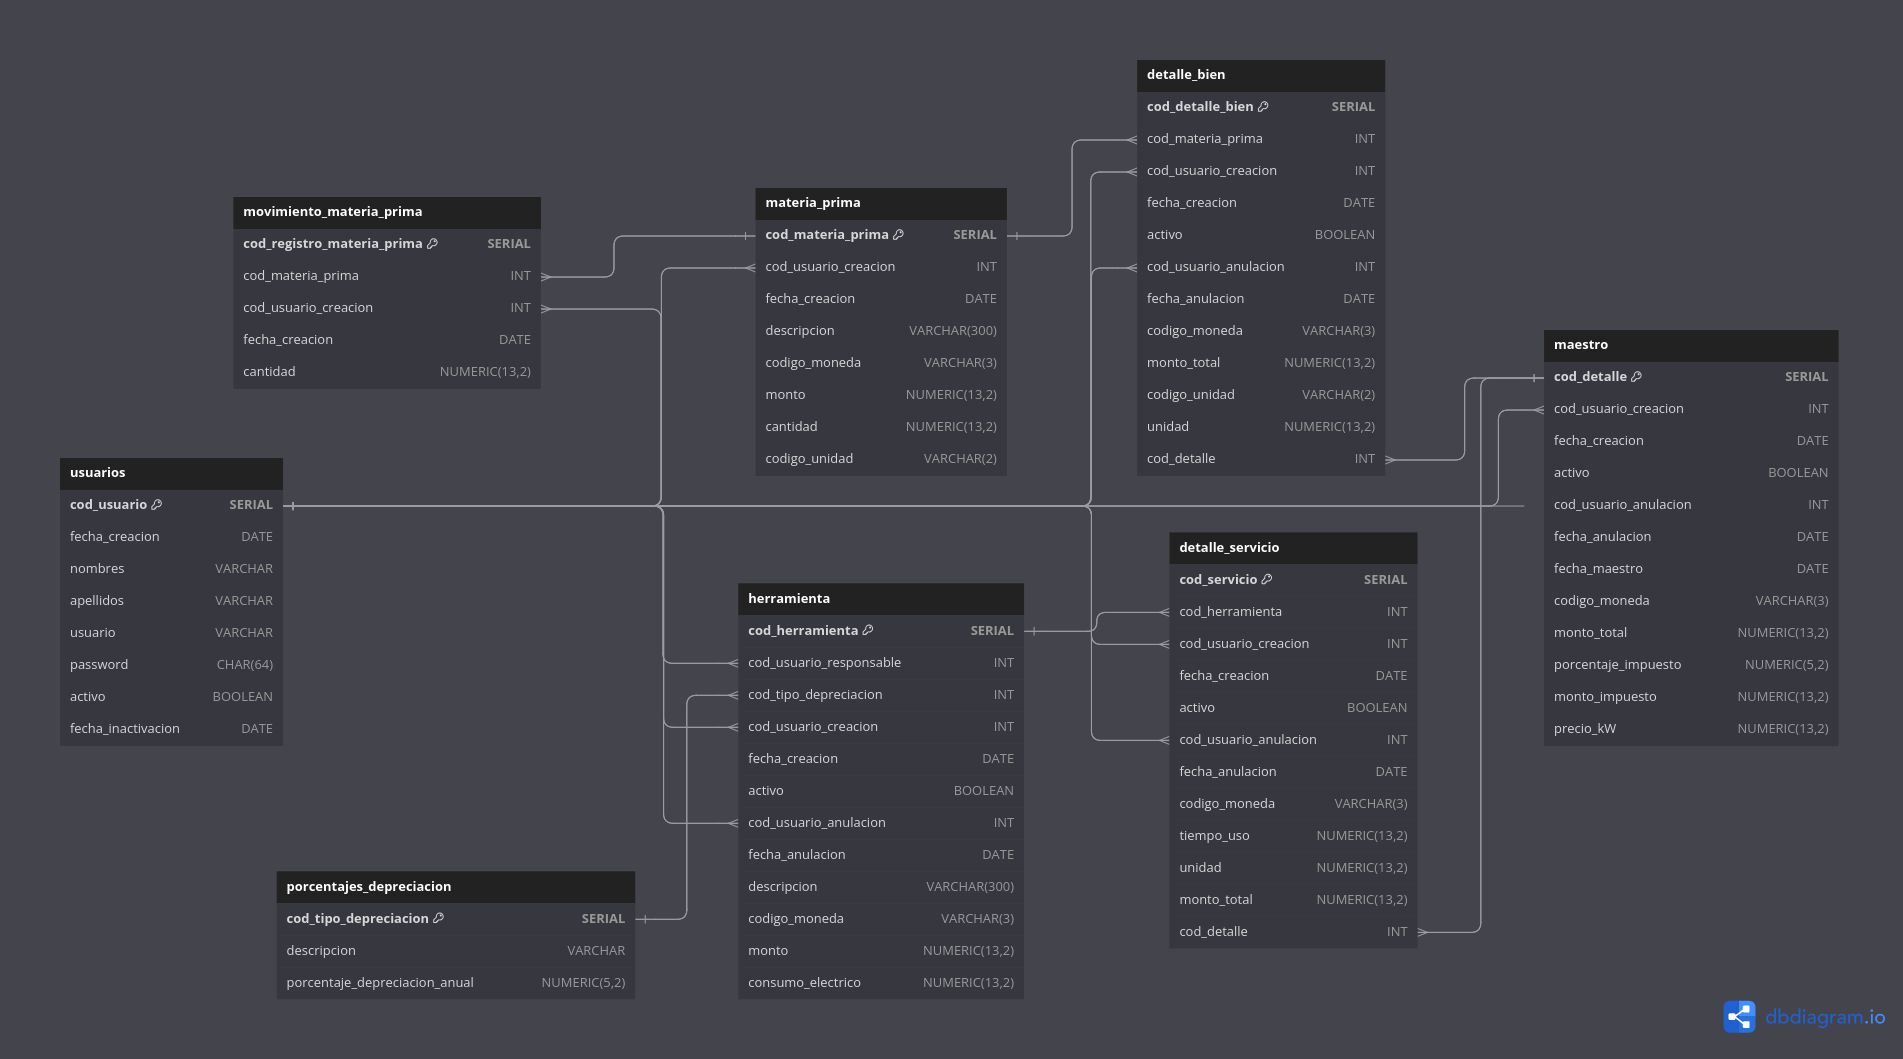 detalle_bien
cod_detalle_bien SERIAL
cod_materia_prima INT
cod_usuario_creacion INT
fecha_creacion DATE
activo BOOLEAN
cod_usuario_anulacion INT
fecha_anulacion DATE
codigo_moneda VARCHAR(3)
monto_total NUMERIC(13,2)
codigo_unidad VARCHAR(2)
unidad NUMERIC(13,2)
cod_detalle INT
movimiento_materia_prima
cod_registro_materia_prima SERIAL
cod_materia_prima INT
cod_usuario_creacion INT
fecha_creacion DATE
cantidad NUMERIC(13,2)
materia_prima
cod_materia_prima SERIAL
cod_usuario_creacion INT
fecha_creacion DATE
descripcion VARCHAR(300)
codigo_moneda VARCHAR(3)
monto NUMERIC(13,2)
cantidad NUMERIC(13,2)
codigo_unidad VARCHAR(2)
maestro
cod_detalle SERIAL
cod_usuario_creacion INT
fecha_creacion DATE
activo BOOLEAN
cod_usuario_anulacion INT
fecha_anulacion DATE
fecha_maestro DATE
codigo_moneda VARCHAR(3)
monto_total NUMERIC(13,2)
porcentaje_impuesto NUMERIC(5,2)
monto_impuesto NUMERIC(13,2)
precio_kW NUMERIC(13,2)
usuarios
cod_usuario SERIAL
fecha_creacion DATE
nombres VARCHAR
apellidos VARCHAR
usuario VARCHAR
password CHAR(64)
activo BOOLEAN
fecha_inactivacion DATE
herramienta
cod_herramienta SERIAL
cod_usuario_responsable INT
cod_tipo_depreciacion INT
cod_usuario_creacion INT
fecha_creacion DATE
activo BOOLEAN
cod_usuario_anulacion INT
fecha_anulacion DATE
descripcion VARCHAR(300)
codigo_moneda VARCHAR(3)
monto NUMERIC(13,2)
consumo_electrico NUMERIC(13,2)
detalle_servicio
cod_servicio SERIAL
cod_herramienta INT
cod_usuario_creacion INT
fecha_creacion DATE
activo BOOLEAN
cod_usuario_anulacion INT
fecha_anulacion DATE
codigo_moneda VARCHAR(3)
tiempo_uso NUMERIC(13,2)
unidad NUMERIC(13,2)
monto_total NUMERIC(13,2)
cod_detalle INT
porcentajes_depreciacion
cod_tipo_depreciacion SERIAL
descripcion VARCHAR
porcentaje_depreciacion_anual NUMERIC(5,2)
dbdiagram.io